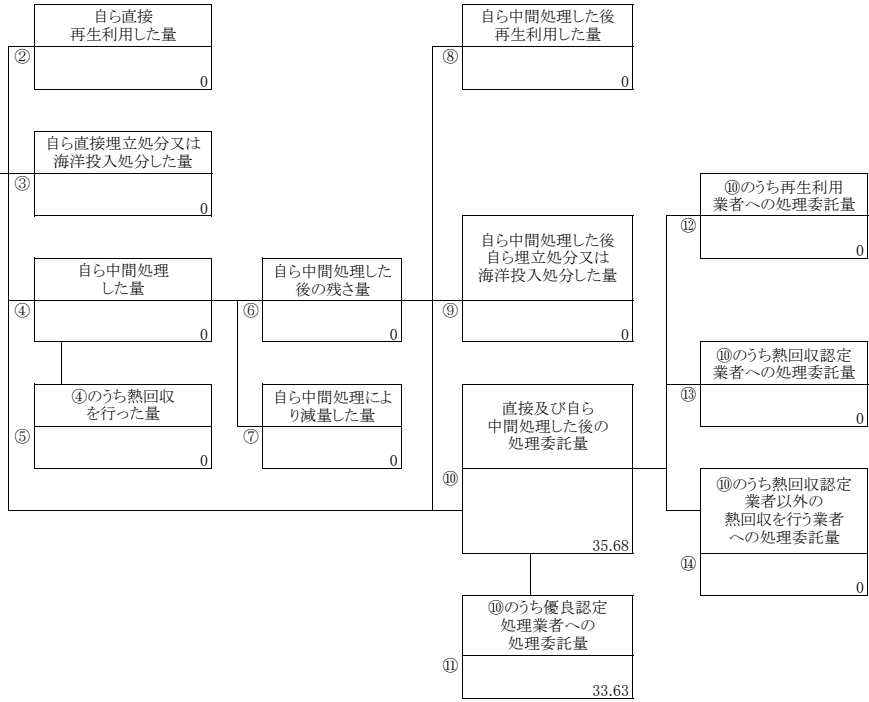 自ら直接
再生利用した量
②
0
自ら直接埋立処分又は
海洋投入処分した量
③
0
自ら中間処理
した量
④
0
④のうち熱回収
を行った量
⑤
0
自ら中間処理した
後の残さ量
⑥
0
自ら中間処理によ
り減量した量
⑦
0
自ら中間処理した後
再生利用した量
⑧
0
自ら中間処理した後
自ら埋立処分又は
海洋投入処分した量
⑨
0
直接及び自ら
中間処理した後の
処理委託量
⑩
35.68
⑩のうち優良認定
処理業者への
処理委託量
⑪
33.63
⑩のうち再生利用
業者への処理委託量
⑫
0
⑩のうち熱回収認定
業者への処理委託量
⑬
0
⑩のうち熱回収認定
業者以外の
熱回収を行う業者
への処理委託量
⑭
0